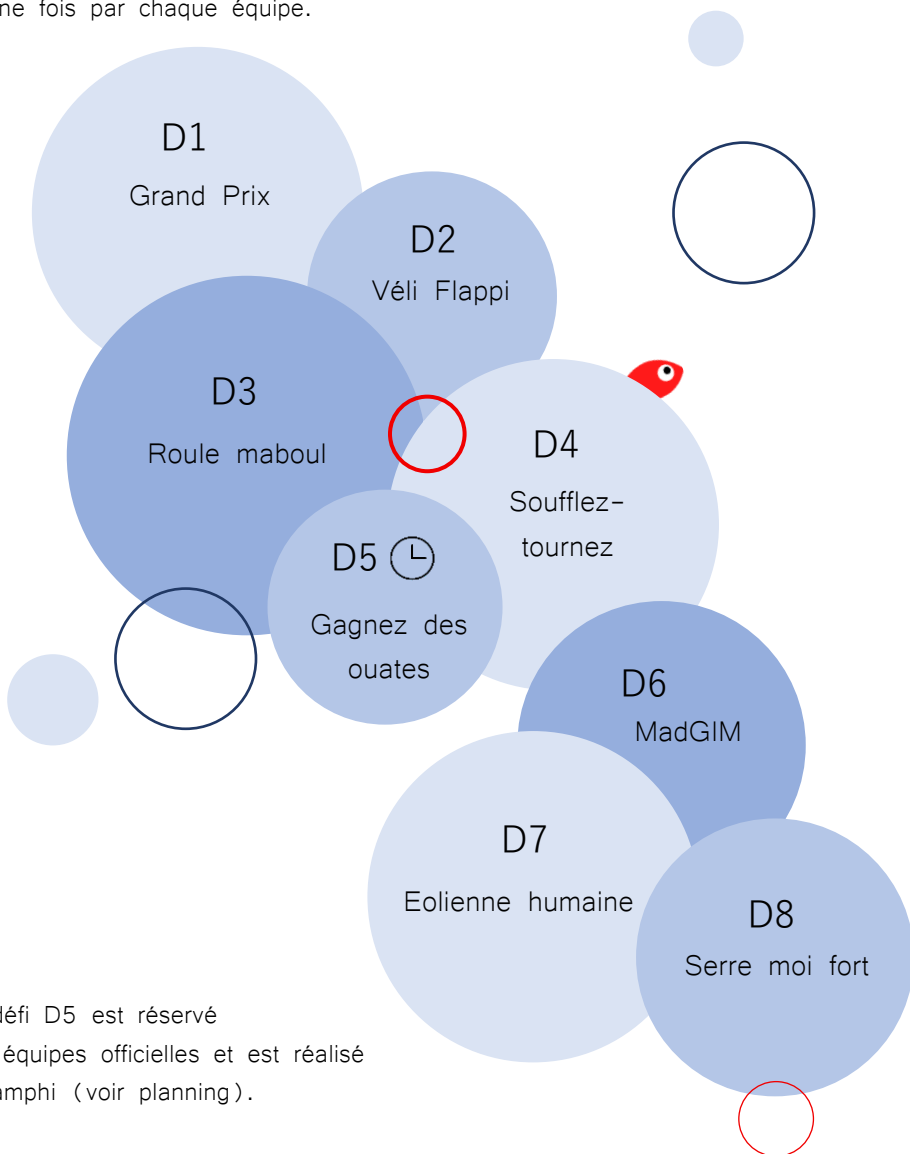 ne fois par chaque équipe.
D1
Grand Prix
D2
Véli Flappi
D3
Roule maboul
D4
Soufflez-
tournez
D5
Gagnez des
ouates
D6
MadGIM
D7
Eolienne humaine
D8
Serre moi fort
défi D5 est réservé
équipes officielles et est réalisé
amphi (voir planning).